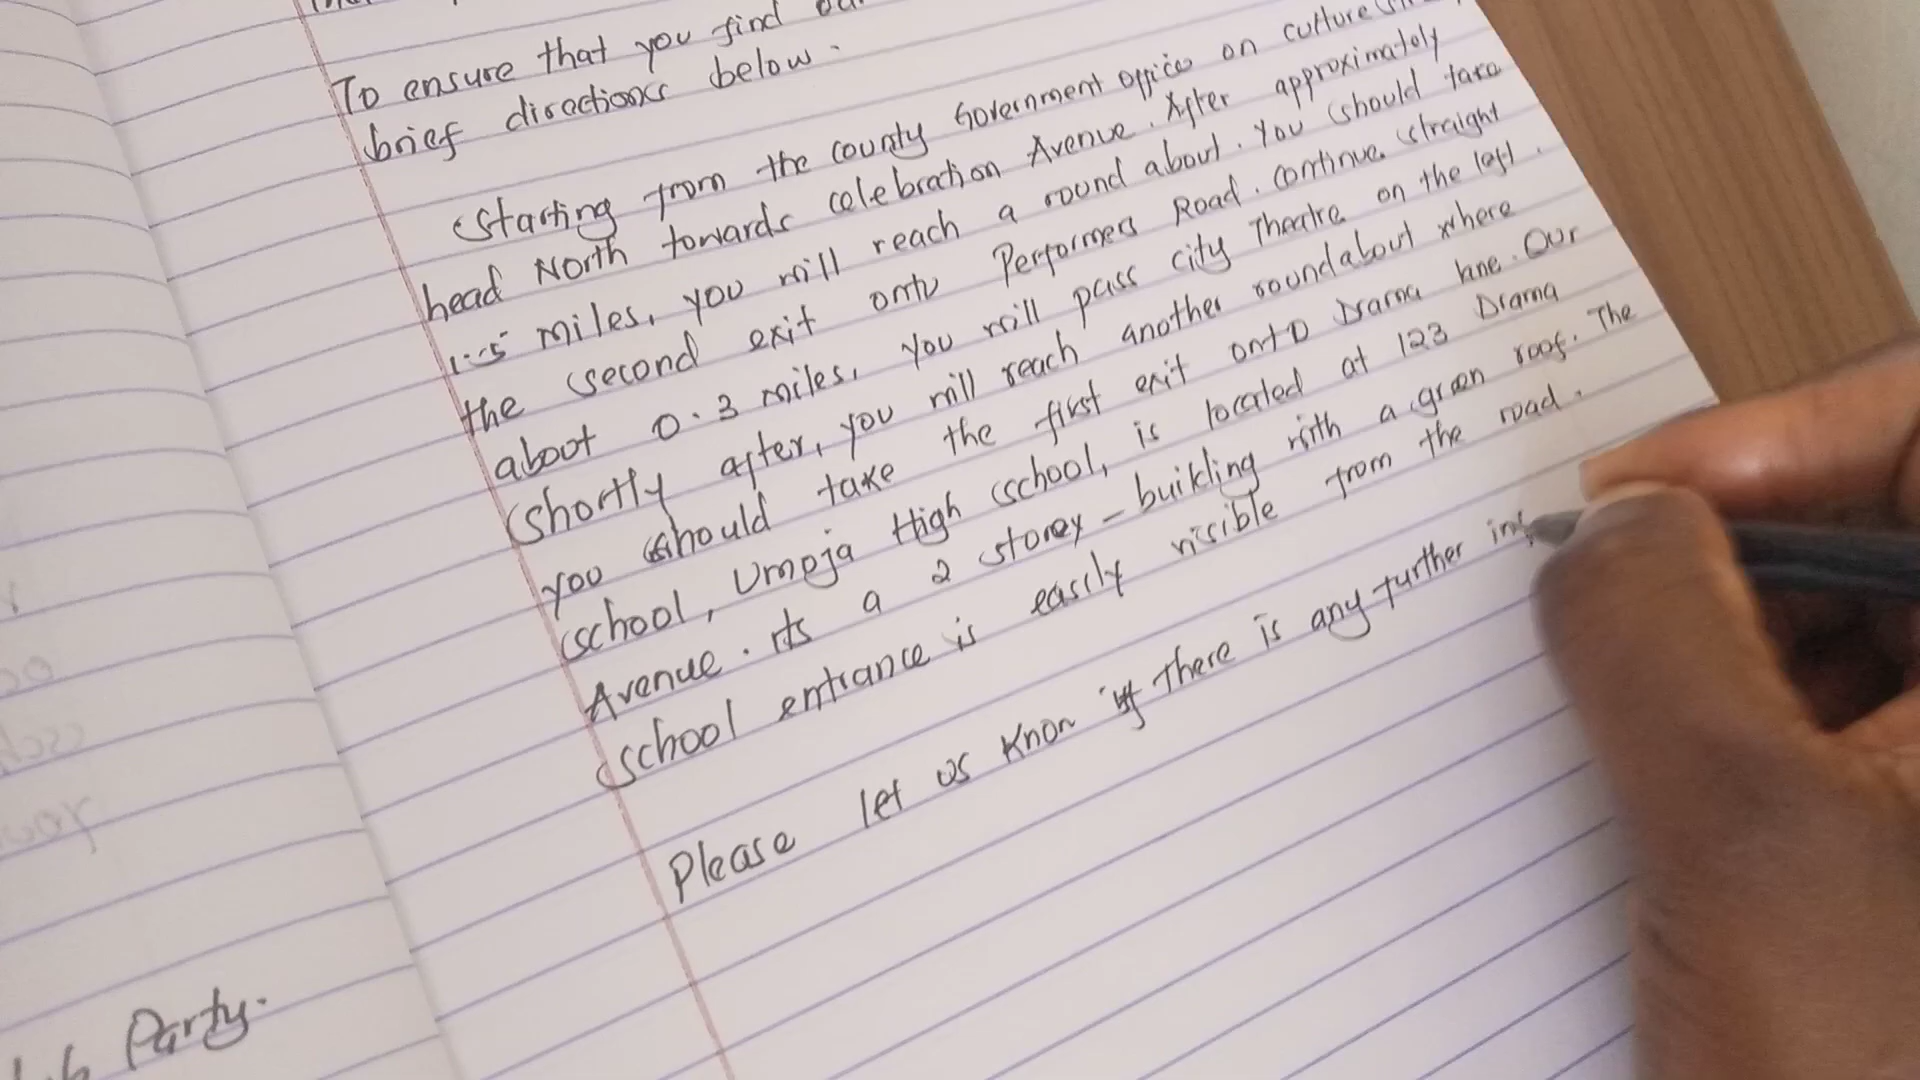 To ensure that you find
brief directions below.
Starting from the county Government office on culture
head North towards celebration Avenue. After approximately
1.5 miles, you will reach a round about. You should take
the second exit onto Performers Road. continue straight
about 0.3 miles, you will pass city Theatre on the left.
Shortly after, you will reach another roundabout where
you should take the first exit onto Drama lane. Our
school, Umoja High school, is located at 123 Drama
Avenue. its a 2 storey-building with a green roof. The
school entrance is easily visible from the road.
Please let us know if there is any further inf
Party.